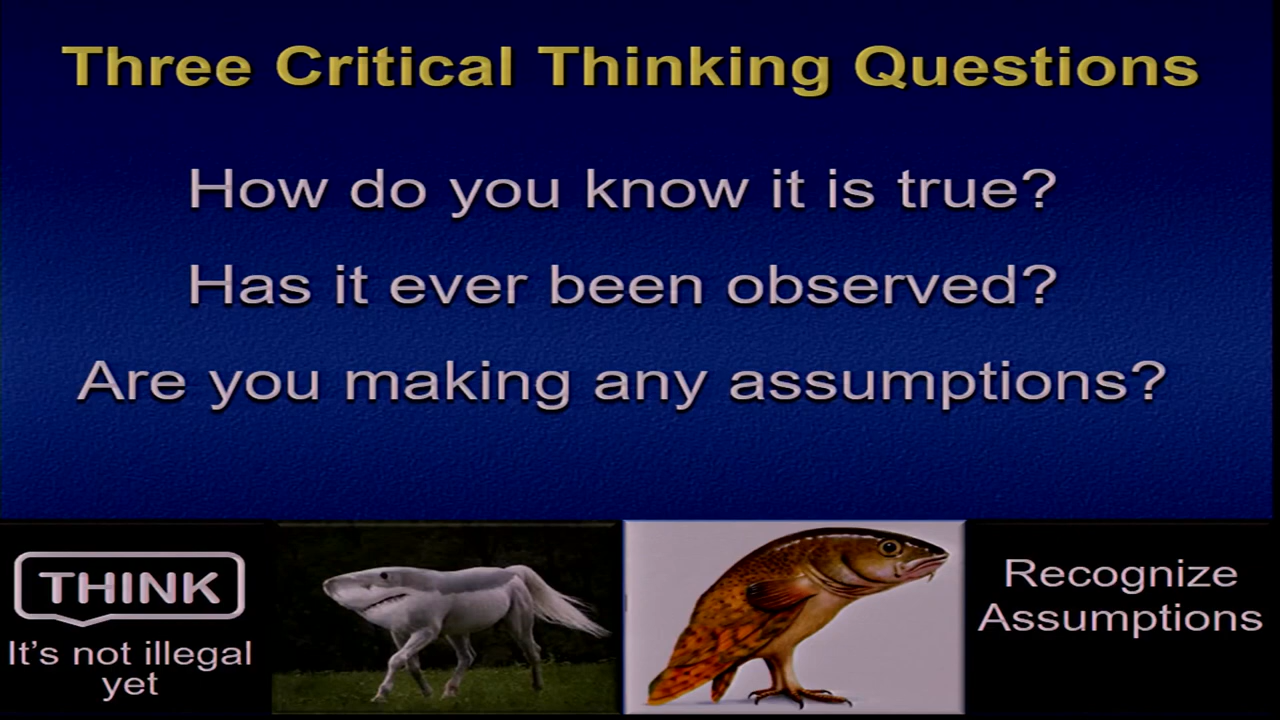 Three Critical Thinking Questions
How do you know it is true?
Has it ever been observed?
Are you making any assumptions?
THINK
It’s not illegal
yet
Recognize
Assumptions